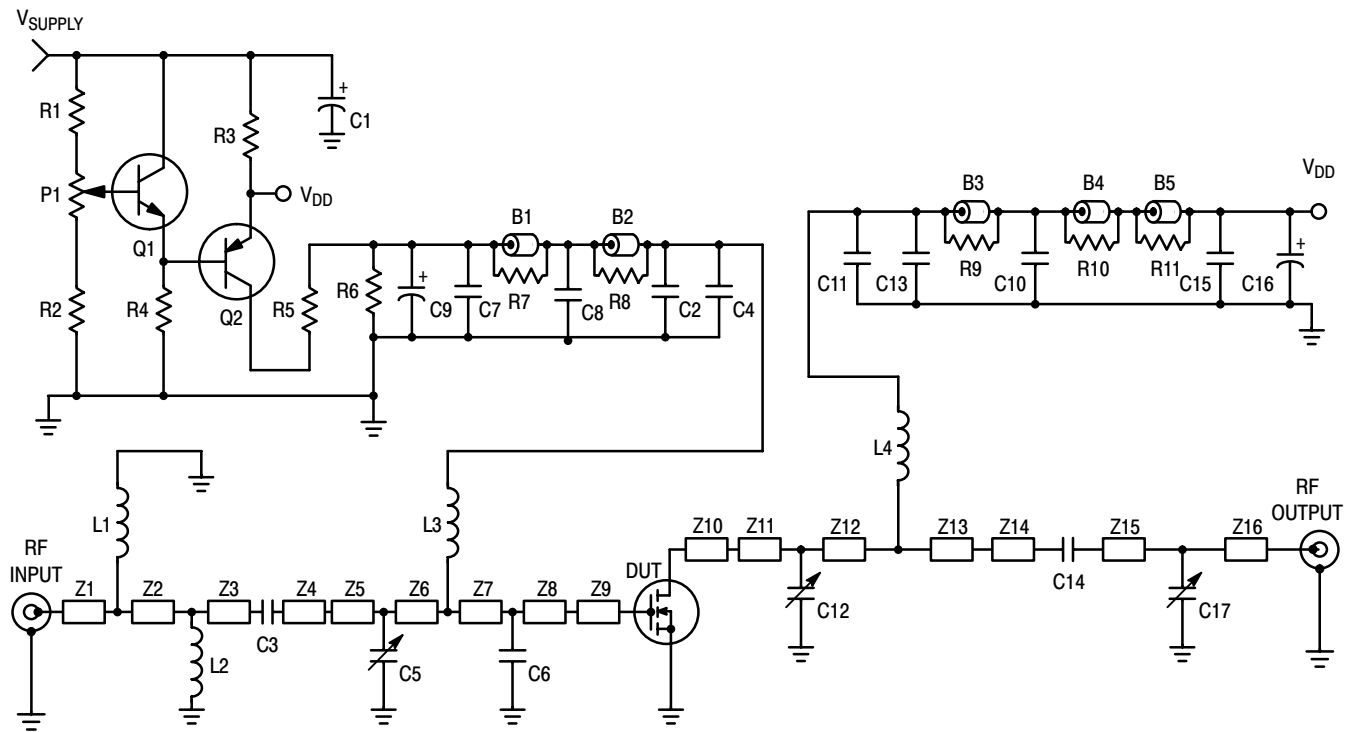 VSUPPLY
R1
P1
R2
Q1
R4
R3
C1
VDD
Q2
R5
R6
C9
C7
B1
R7
C8
B2
R8
C2
C4
B3
R9
B4
R10
B5
R11
VDD
C11
C13
C10
C15
C16
L1
L3
L4
RF
INPUT
Z1
Z2
Z3
Z4
Z5
Z6
Z7
Z8
Z9
L2
C3
C5
C6
DUT
Z10
Z11
Z12
Z13
Z14
Z15
Z16
C12
C14
C17
RF
OUTPUT